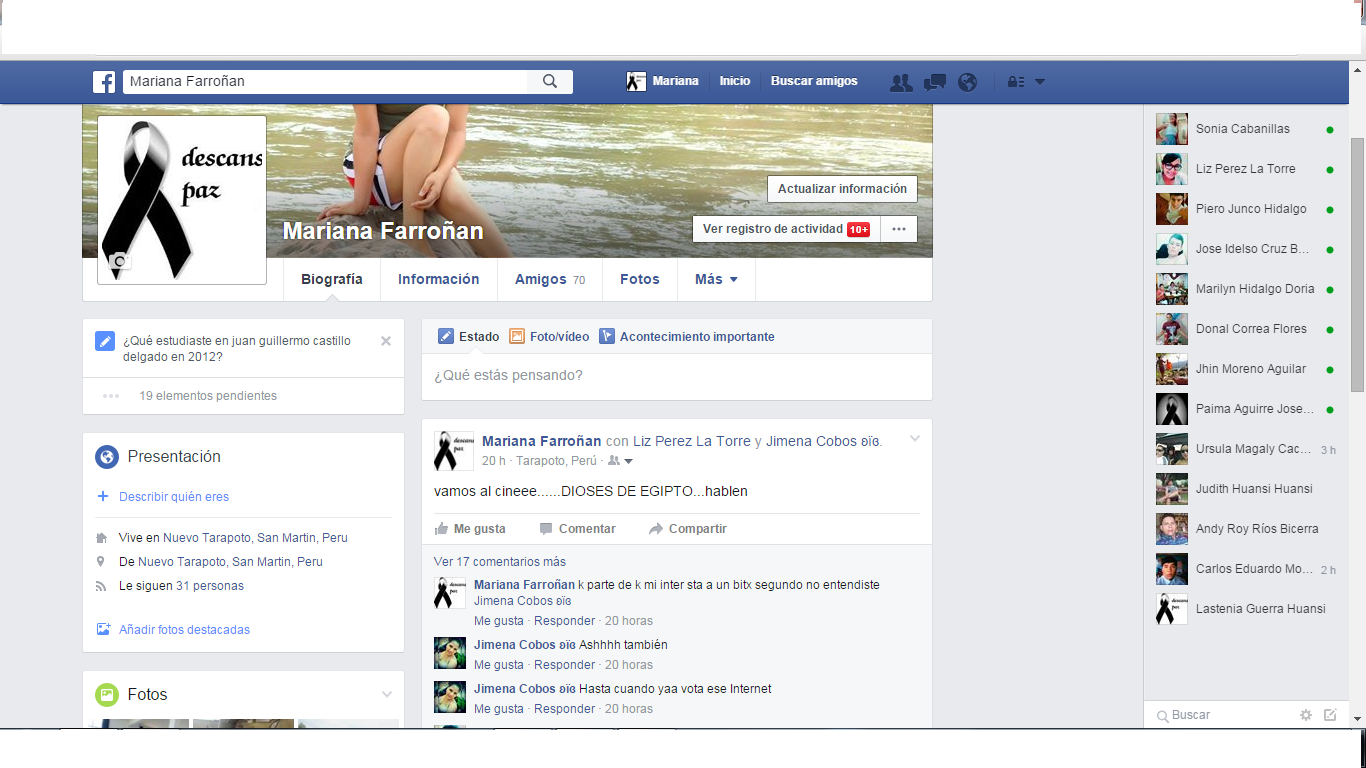 Mariana Farroñan
Mariana Inicio Buscar amigos
descans
paz
Actualizar información
Mariana Farroñan
Ver registro de actividad 10+
Biografía Información Amigos 70 Fotos Más
¿Qué estudiaste en juan guillermo castillo
delgado en 2012?
19 elementos pendientes
Presentación
Describir quién eres
Vive en Nuevo Tarapoto, San Martin, Peru
De Nuevo Tarapoto, San Martin, Peru
Le siguen 31 personas
Añadir fotos destacadas
Fotos
Estado Foto/vídeo Acontecimiento importante
¿Qué estás pensando?
descans
paz
Mariana Farroñan con Liz Perez La Torre y Jimena Cobos ʚïɞ.
20 h · Tarapoto, Perú ·
vamos al cineee......DIOSES DE EGIPTO...hablen
Me gusta Comentar Compartir
Ver 17 comentarios más
descans
paz
Mariana Farroñan k parte de k mi inter sta a un bitx segundo no entendiste
Jimena Cobos ʚïɞ
Me gusta · Responder · 20 horas
Jimena Cobos ʚïɞ Ashhhh también
Me gusta · Responder · 20 horas
Jimena Cobos ʚïɞ Hasta cuando yaa vota ese Internet
Me gusta · Responder · 20 horas
Sonia Cabanillas
Liz Perez La Torre
Piero Junco Hidalgo
Jose Idelso Cruz B...
Marilyn Hidalgo Doria
Donal Correa Flores
Jhin Moreno Aguilar
Paima Aguirre Jose...
Ursula Magaly Cac... 3 h
Judith Huansi Huansi
Andy Roy Ríos Bicerra
Carlos Eduardo Mo... 2 h
descans
paz
Lastenia Guerra Huansi
Buscar